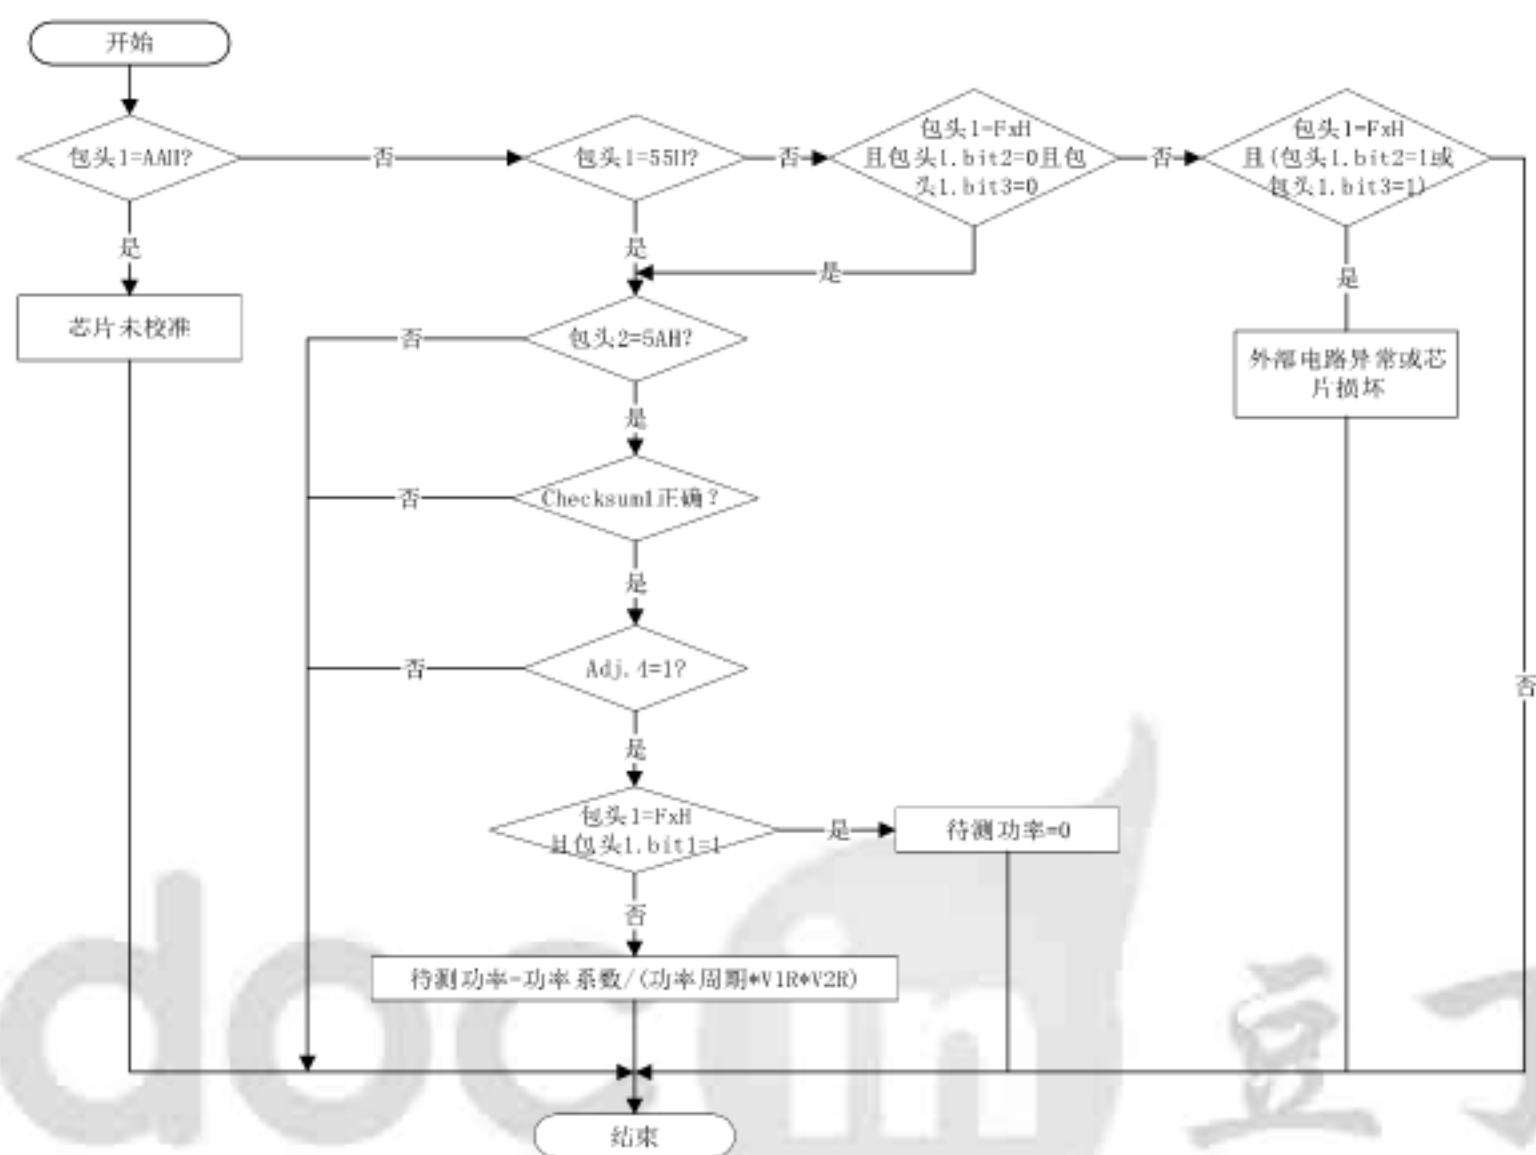 开始
包头1=AAH?
否
包头1=55H?
否
包头1=FxH
且包头1.bit2=0且包
头1.bit3=0
否
包头1=FxH
且(包头1.bit2=1或
包头1.bit3=1)
是
是
是
是
芯片未校准
否
包头2=5AH?
外部电路异常或芯
片损坏
是
否
Checksum1正确?
是
否
Adj.4=1?
否
是
包头1=FxH
且包头1.bit1=1
是
待测功率=0
否
待测功率=功率系数/(功率周期*V1R*V2R)
结束
docin
豆丁